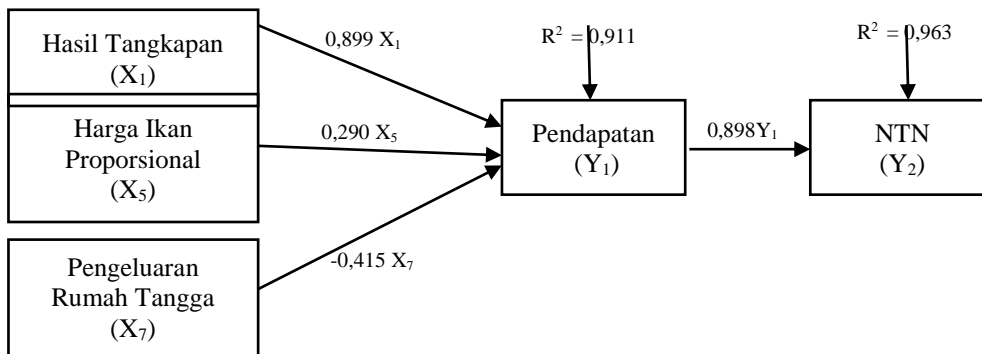 Hasil Tangkapan
(X₁)
Harga Ikan
Proporsional
(X₅)
Pengeluaran
Rumah Tangga
(X₇)
0,899 X₁
0,290 X₅
-0,415 X₇
R² = 0,911
Pendapatan
(Y₁)
0,898Y₁
R² = 0,963
NTN
(Y₂)